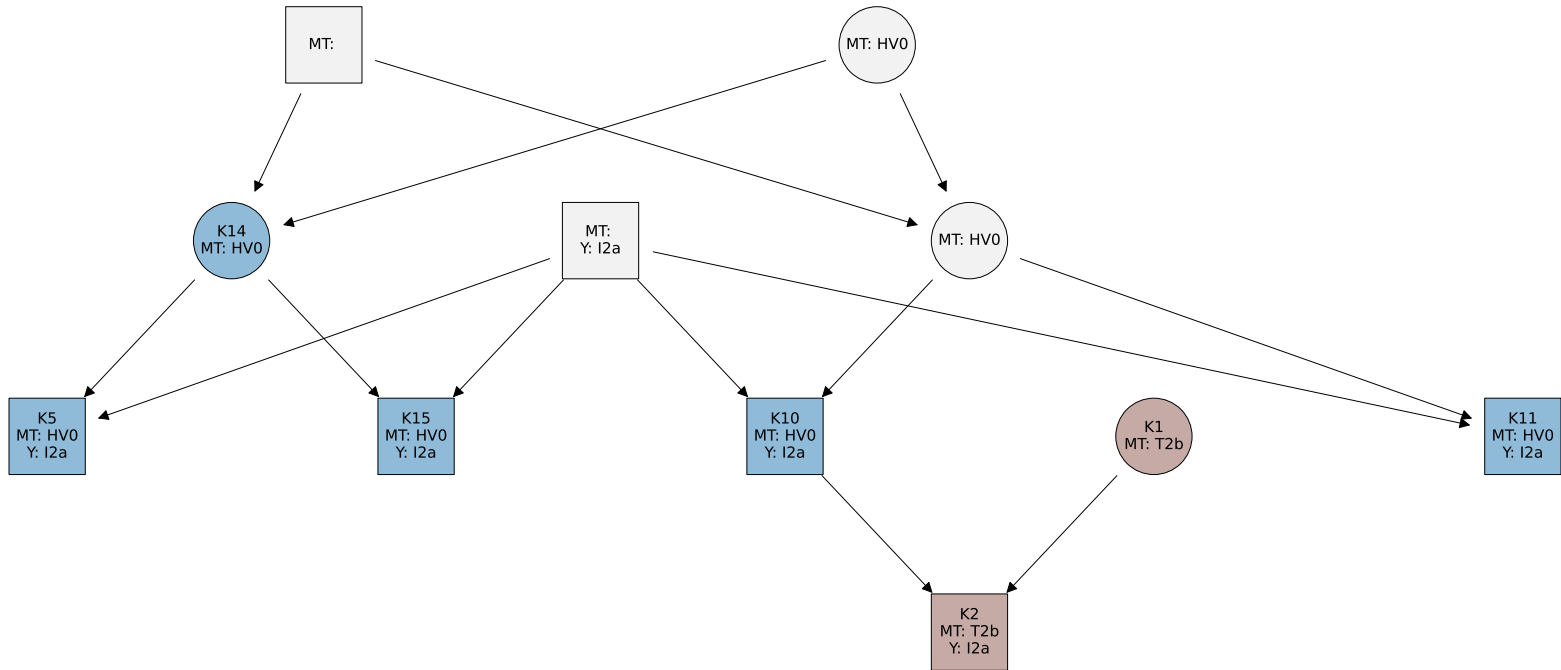 MT:
MT: HV0
K14
MT: HV0
MT:
Y: I2a
MT: HV0
K5
MT: HV0
Y: I2a
K15
MT: HV0
Y: I2a
K10
MT: HV0
Y: I2a
K1
MT: T2b
K11
MT: HV0
Y: I2a
K2
MT: T2b
Y: I2a